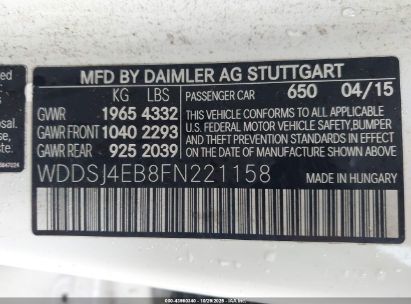 MFD BY DAIMLER AG STUTTGART
KG LBS PASSENGER CAR 650 04/15
GVWR 1965 4332 THIS VEHICLE CONFORMS TO ALL APPLICABLE
GAWR FRONT 1040 2293 U.S. FEDERAL MOTOR VEHICLE SAFETY,BUMPER
AND THEFT PREVENTION STANDARDS IN EFFECT
GAWR REAR 925 2039 ON THE DATE OF MANUFACTURE SHOWN ABOVE.
WDDSJ4EB8FN221158 MADE IN HUNGARY